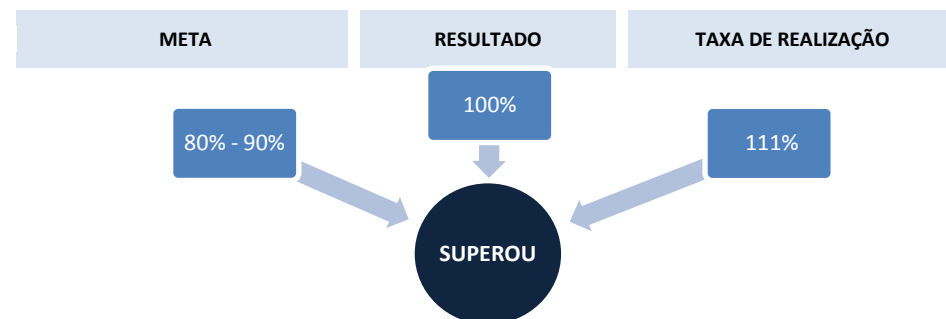 META
RESULTADO
TAXA DE REALIZAÇÃO
80% - 90%
100%
111%
SUPEROU